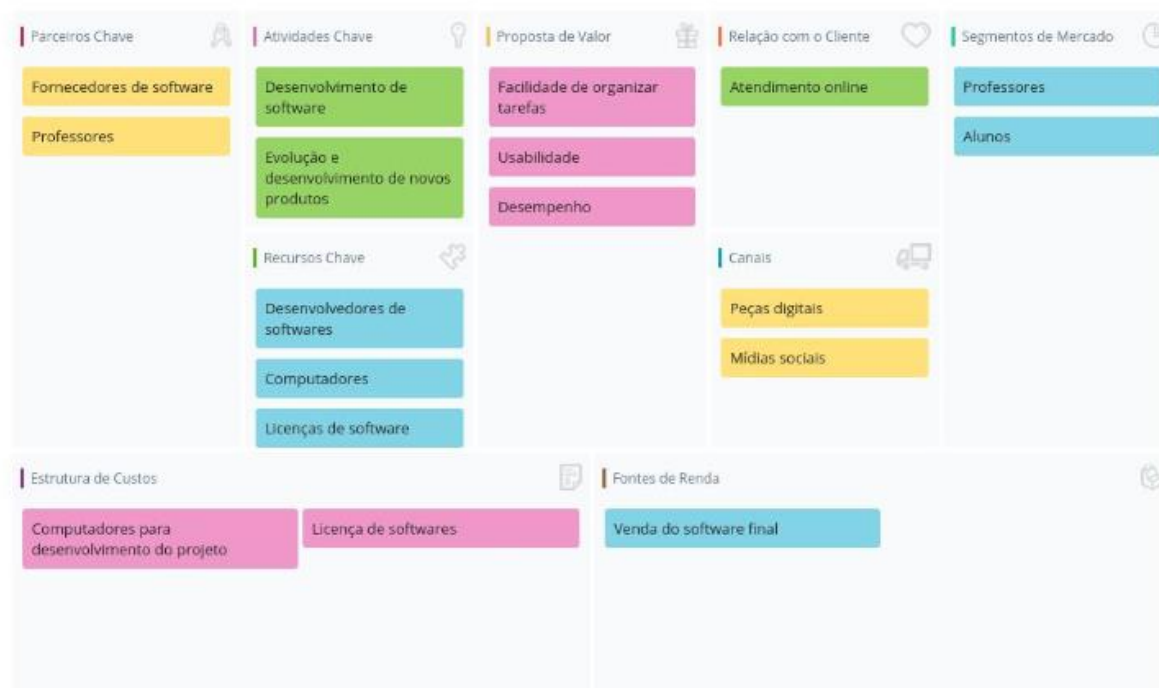 Parceiros Chave
Fornecedores de software
Professores
Atividades Chave
Desenvolvimento de
software
Evolução e
desenvolvimento de novos
produtos
Recursos Chave
Desenvolvedores de
softwares
Computadores
Licenças de software
Proposta de Valor
Facilidade de organizar
tarefas
Usabilidade
Desempenho
Relação com o Cliente
Atendimento online
Canais
Peças digitais
Mídias sociais
Segmentos de Mercado
Professores
Alunos
Estrutura de Custos
Computadores para
desenvolvimento do projeto
Licença de softwares
Fontes de Renda
Venda do software final